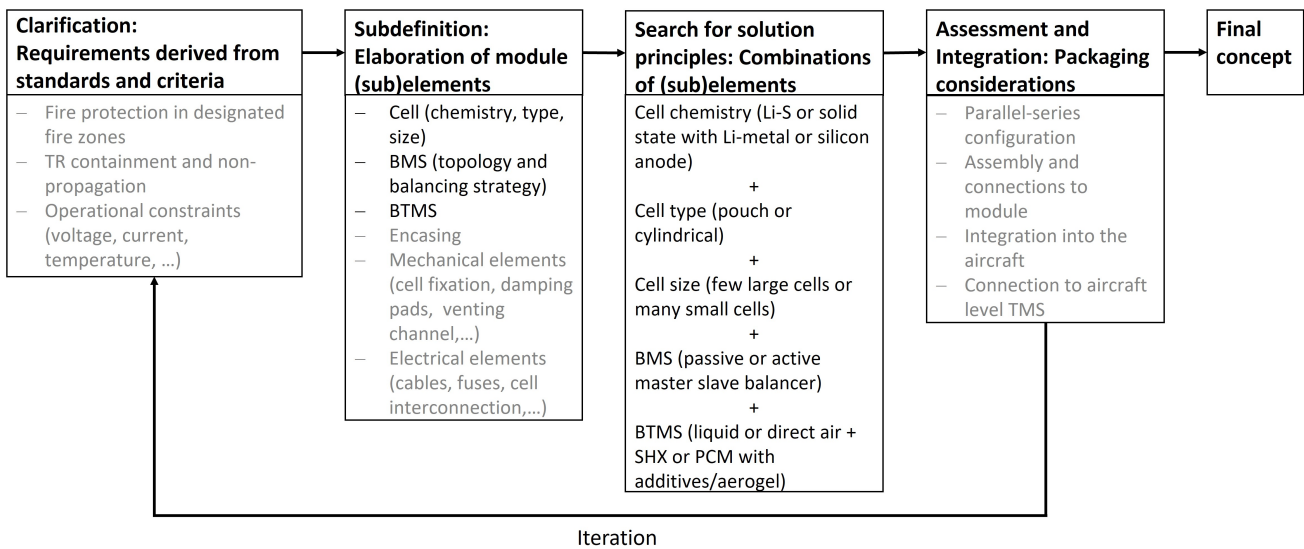 Clarification:
Requirements derived from
standards and criteria
– Fire protection in designated
fire zones
– TR containment and non-
propagation
– Operational constraints
(voltage, current,
temperature, ...)
Subdefinition:
Elaboration of module
(sub)elements
– Cell (chemistry, type,
size)
– BMS (topology and
balancing strategy)
– BTMS
– Encasing
– Mechanical elements
(cell fixation, damping
pads, venting
channel,...)
– Electrical elements
(cables, fuses, cell
interconnection,...)
Search for solution
principles: Combinations
of (sub)elements
Cell chemistry (Li-S or solid
state with Li-metal or silicon
anode)
+
Cell type (pouch or
cylindrical)
+
Cell size (few large cells or
many small cells)
+
BMS (passive or active
master slave balancer)
+
BTMS (liquid or direct air +
SHX or PCM with
additives/aerogel)
Assessment and
Integration: Packaging
considerations
– Parallel-series
configuration
– Assembly and
connections to
module
– Integration into the
aircraft
– Connection to aircraft
level TMS
Final
concept
Iteration